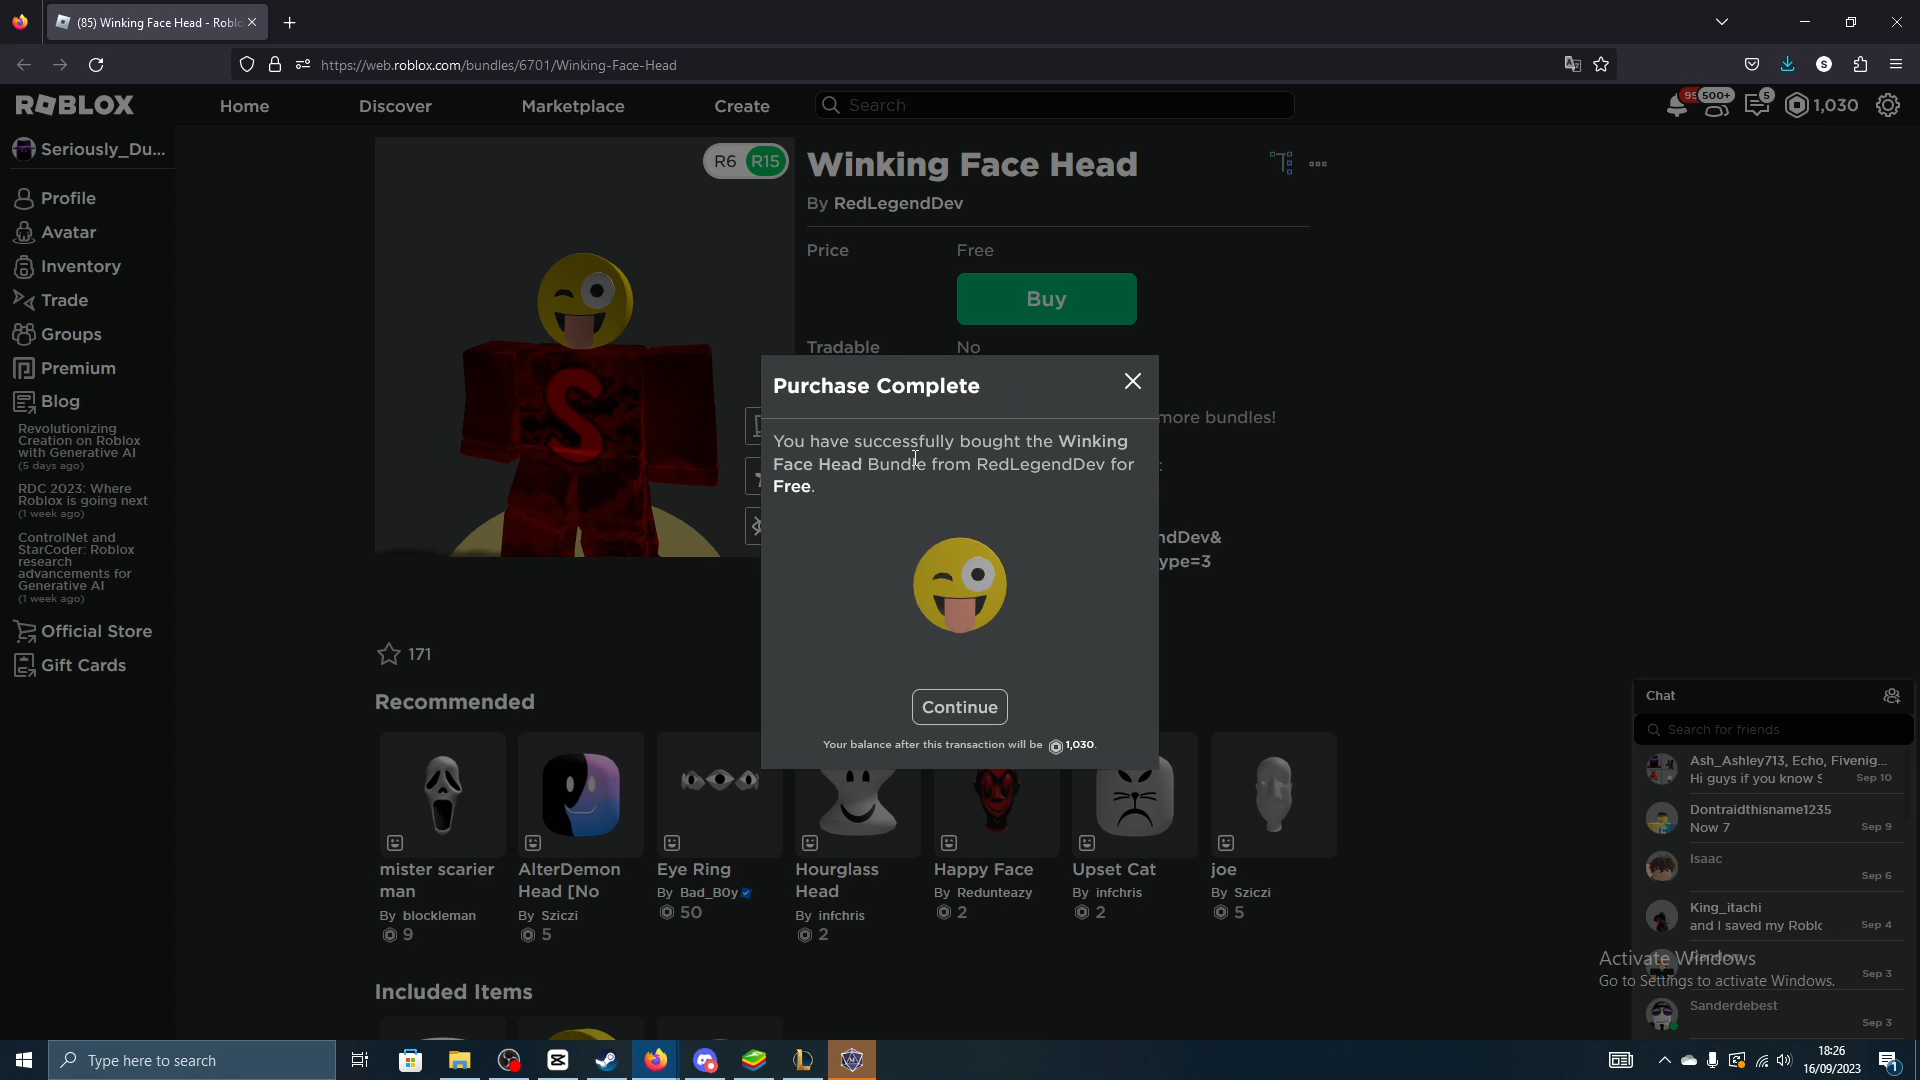 (85) Winking Face Head - Roblo
https://web.roblox.com/bundles/6701/Winking-Face-Head
ROBLOX
Home
Discover
Marketplace
Create
Search
99
500+
5
1,030
Seriously_Du...
Profile
Avatar
Inventory
Trade
Groups
Premium
Blog
Revolutionizing
Creation on Roblox
with Generative AI
(5 days ago)
RDC 2023: Where
Roblox is going next
(1 week ago)
ControlNet and
StarCoder: Roblox
research
advancements for
Generative AI
(1 week ago)
Official Store
Gift Cards
R6
R15
S
Winking Face Head
By RedLegendDev
Price
Free
Buy
Tradable
No
more bundles!
:
ndDev&
ype=3
Purchase Complete
You have successfully bought the Winking
Face Head Bundle from RedLegendDev for
Free.
Continue
Your balance after this transaction will be 1,030.
171
Recommended
mister scarier
man
By blockleman
9
AlterDemon
Head [No
By Sziczi
5
Eye Ring
By Bad_B0y
50
Hourglass
Head
By infchris
2
Happy Face
By Redunteazy
2
Upset Cat
By infchris
2
joe
By Sziczi
5
Included Items
Chat
Search for friends
Ash_Ashley713, Echo, Fivenig...
Hi guys if you know S
Sep 10
Dontraidthisname1235
Now 7
Sep 9
Isaac
Sep 6
King_itachi
and I saved my Roblc
Sep 4
Random
Sep 3
Sanderdebest
Sep 3
Activate Windows
Go to Settings to activate Windows.
Type here to search
18:26
16/09/2023
1